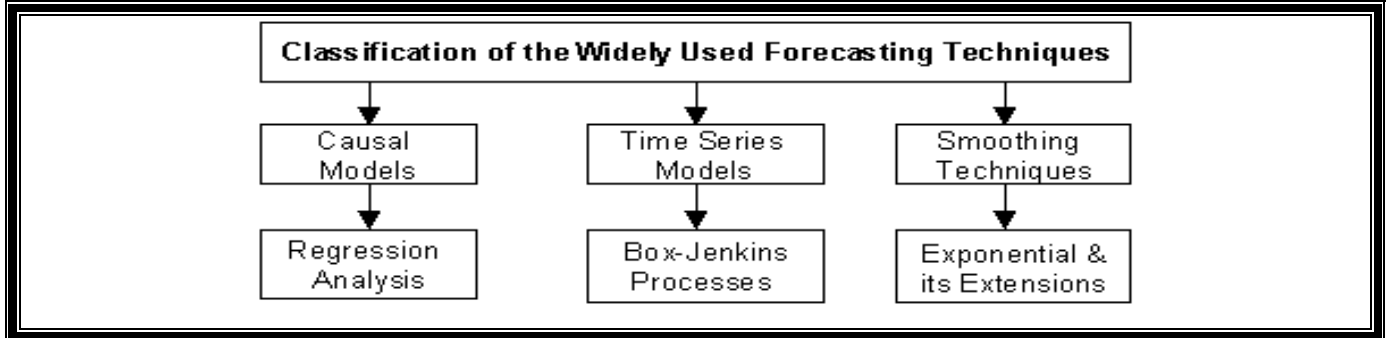 Classification of the Widely Used Forecasting Techniques
Causal
Models
Time Series
Models
Smoothing
Techniques
Regression
Analysis
Box-Jenkins
Processes
Exponential &
its Extensions